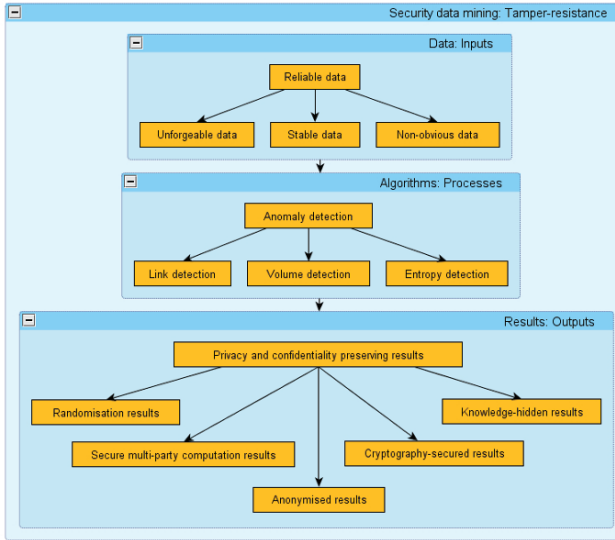 Security data mining: Tamper-resistance
Data: Inputs
Reliable data
Unforgeable data
Stable data
Non-obvious data
Algorithms: Processes
Anomaly detection
Link detection
Volume detection
Entropy detection
Results: Outputs
Privacy and confidentiality preserving results
Randomisation results
Knowledge-hidden results
Secure multi-party computation results
Cryptography-secured results
Anonymised results